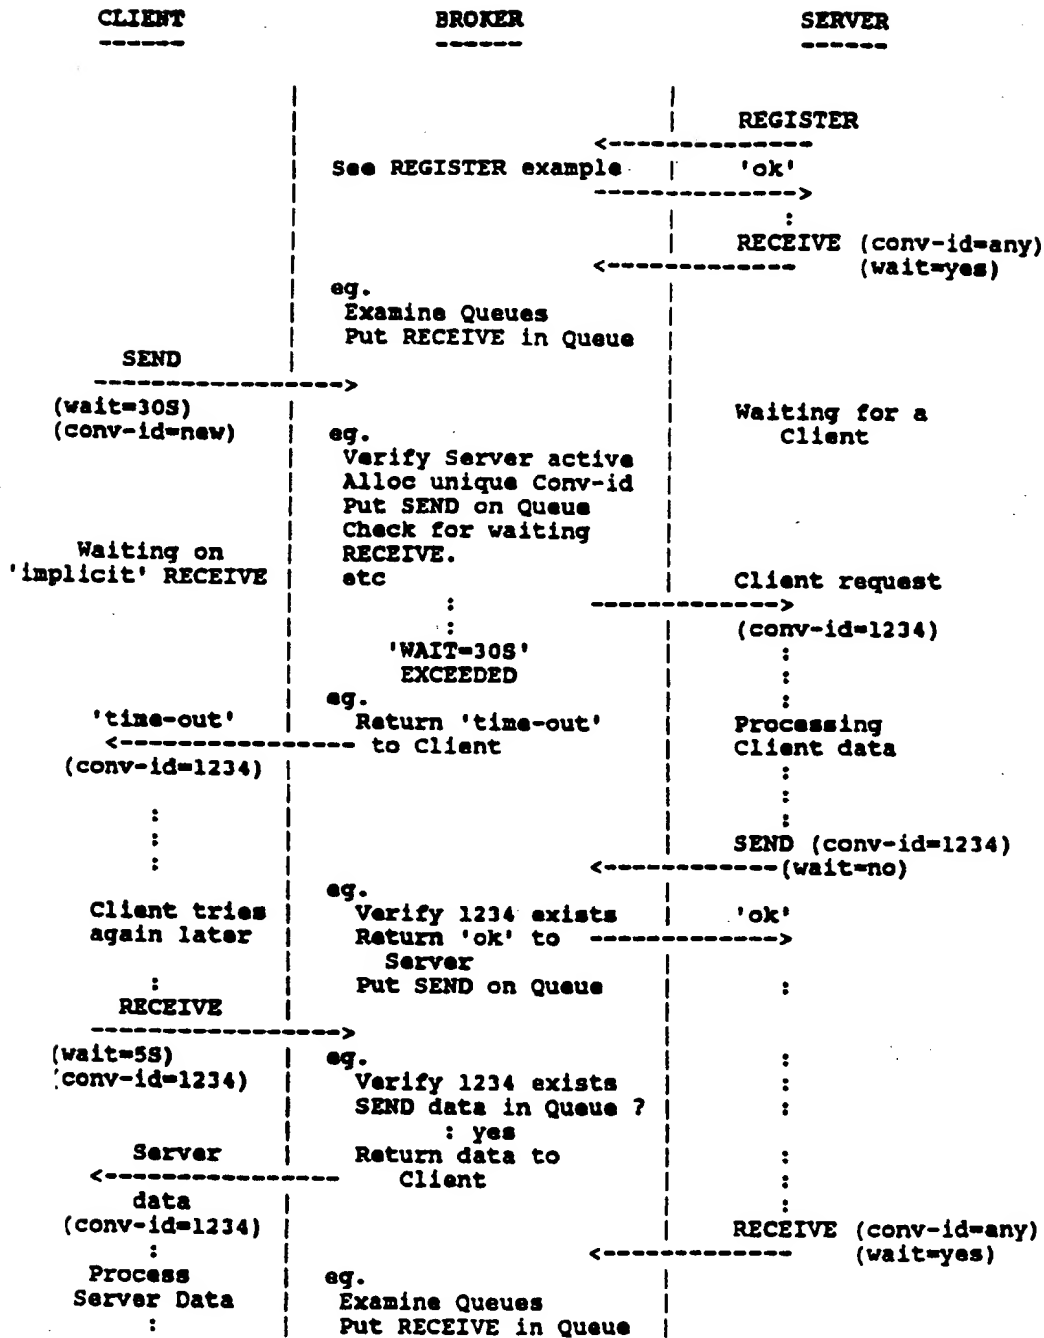 CLIENT BROKER SERVER
------ ------ ------
REGISTER
<---------------
See REGISTER example 'ok'
--------------->
:
RECEIVE (conv-id=any)
<-------------- (wait=yes)
eg.
Examine Queues
Put RECEIVE in Queue
SEND
------------------>
(wait=30S) Waiting for a
(conv-id=new) eg. Client
Verify Server active
Alloc unique Conv-id
Put SEND on Queue
Check for waiting
Waiting on RECEIVE.
'implicit' RECEIVE etc Client request
: -------------->
: (conv-id=1234)
'WAIT=30S' :
EXCEEDED :
eg. :
'time-out' Return 'time-out' Processing
<----------------- to Client Client data
(conv-id=1234) :
:
: :
: SEND (conv-id=1234)
: <-----------(wait=no)
eg.
Client tries Verify 1234 exists 'ok'
again later Return 'ok' to ------------->
Server
: Put SEND on Queue :
RECEIVE
------------------>
(wait=5S) eg. :
(conv-id=1234) Verify 1234 exists :
SEND data in Queue ? :
: yes
Server Return data to :
<---------------- Client :
data :
(conv-id=1234) RECEIVE (conv-id=any)
: <------------- (wait=yes)
Process eg.
Server Data Examine Queues
: Put RECEIVE in Queue